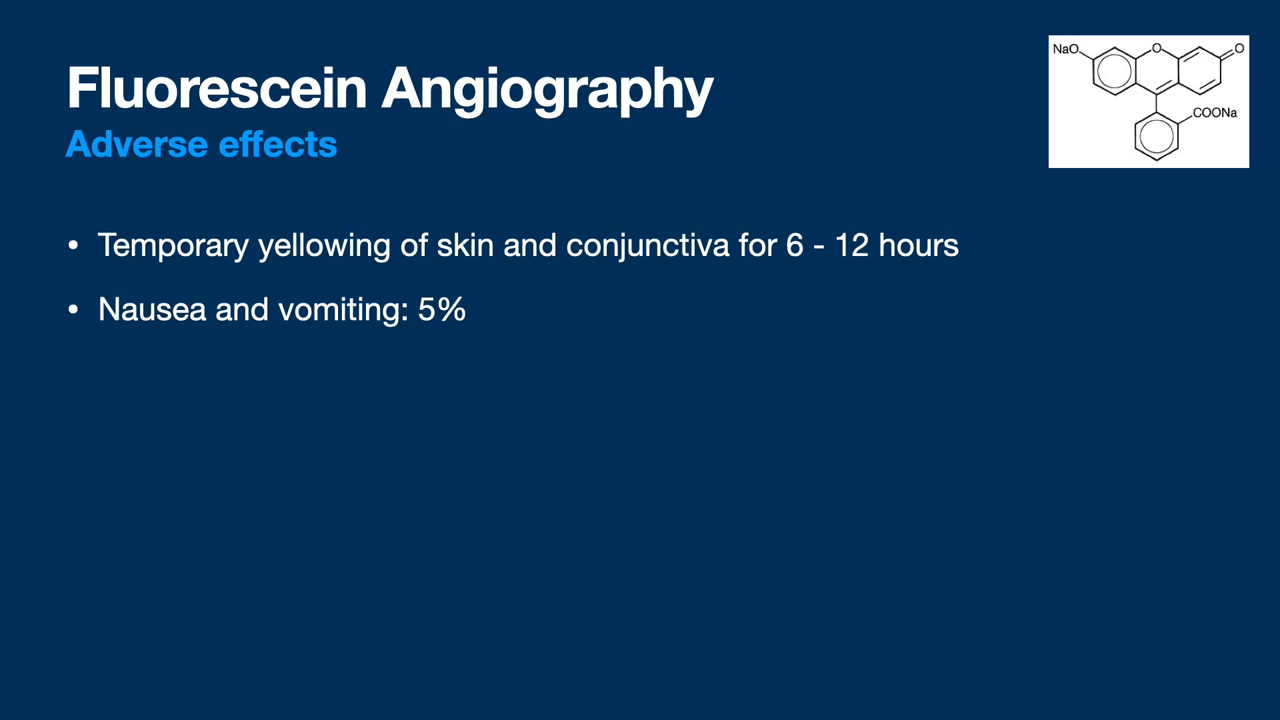 Fluorescein Angiography
Adverse effects
NaO
O
O
COONa
• Temporary yellowing of skin and conjunctiva for 6 - 12 hours
• Nausea and vomiting: 5%